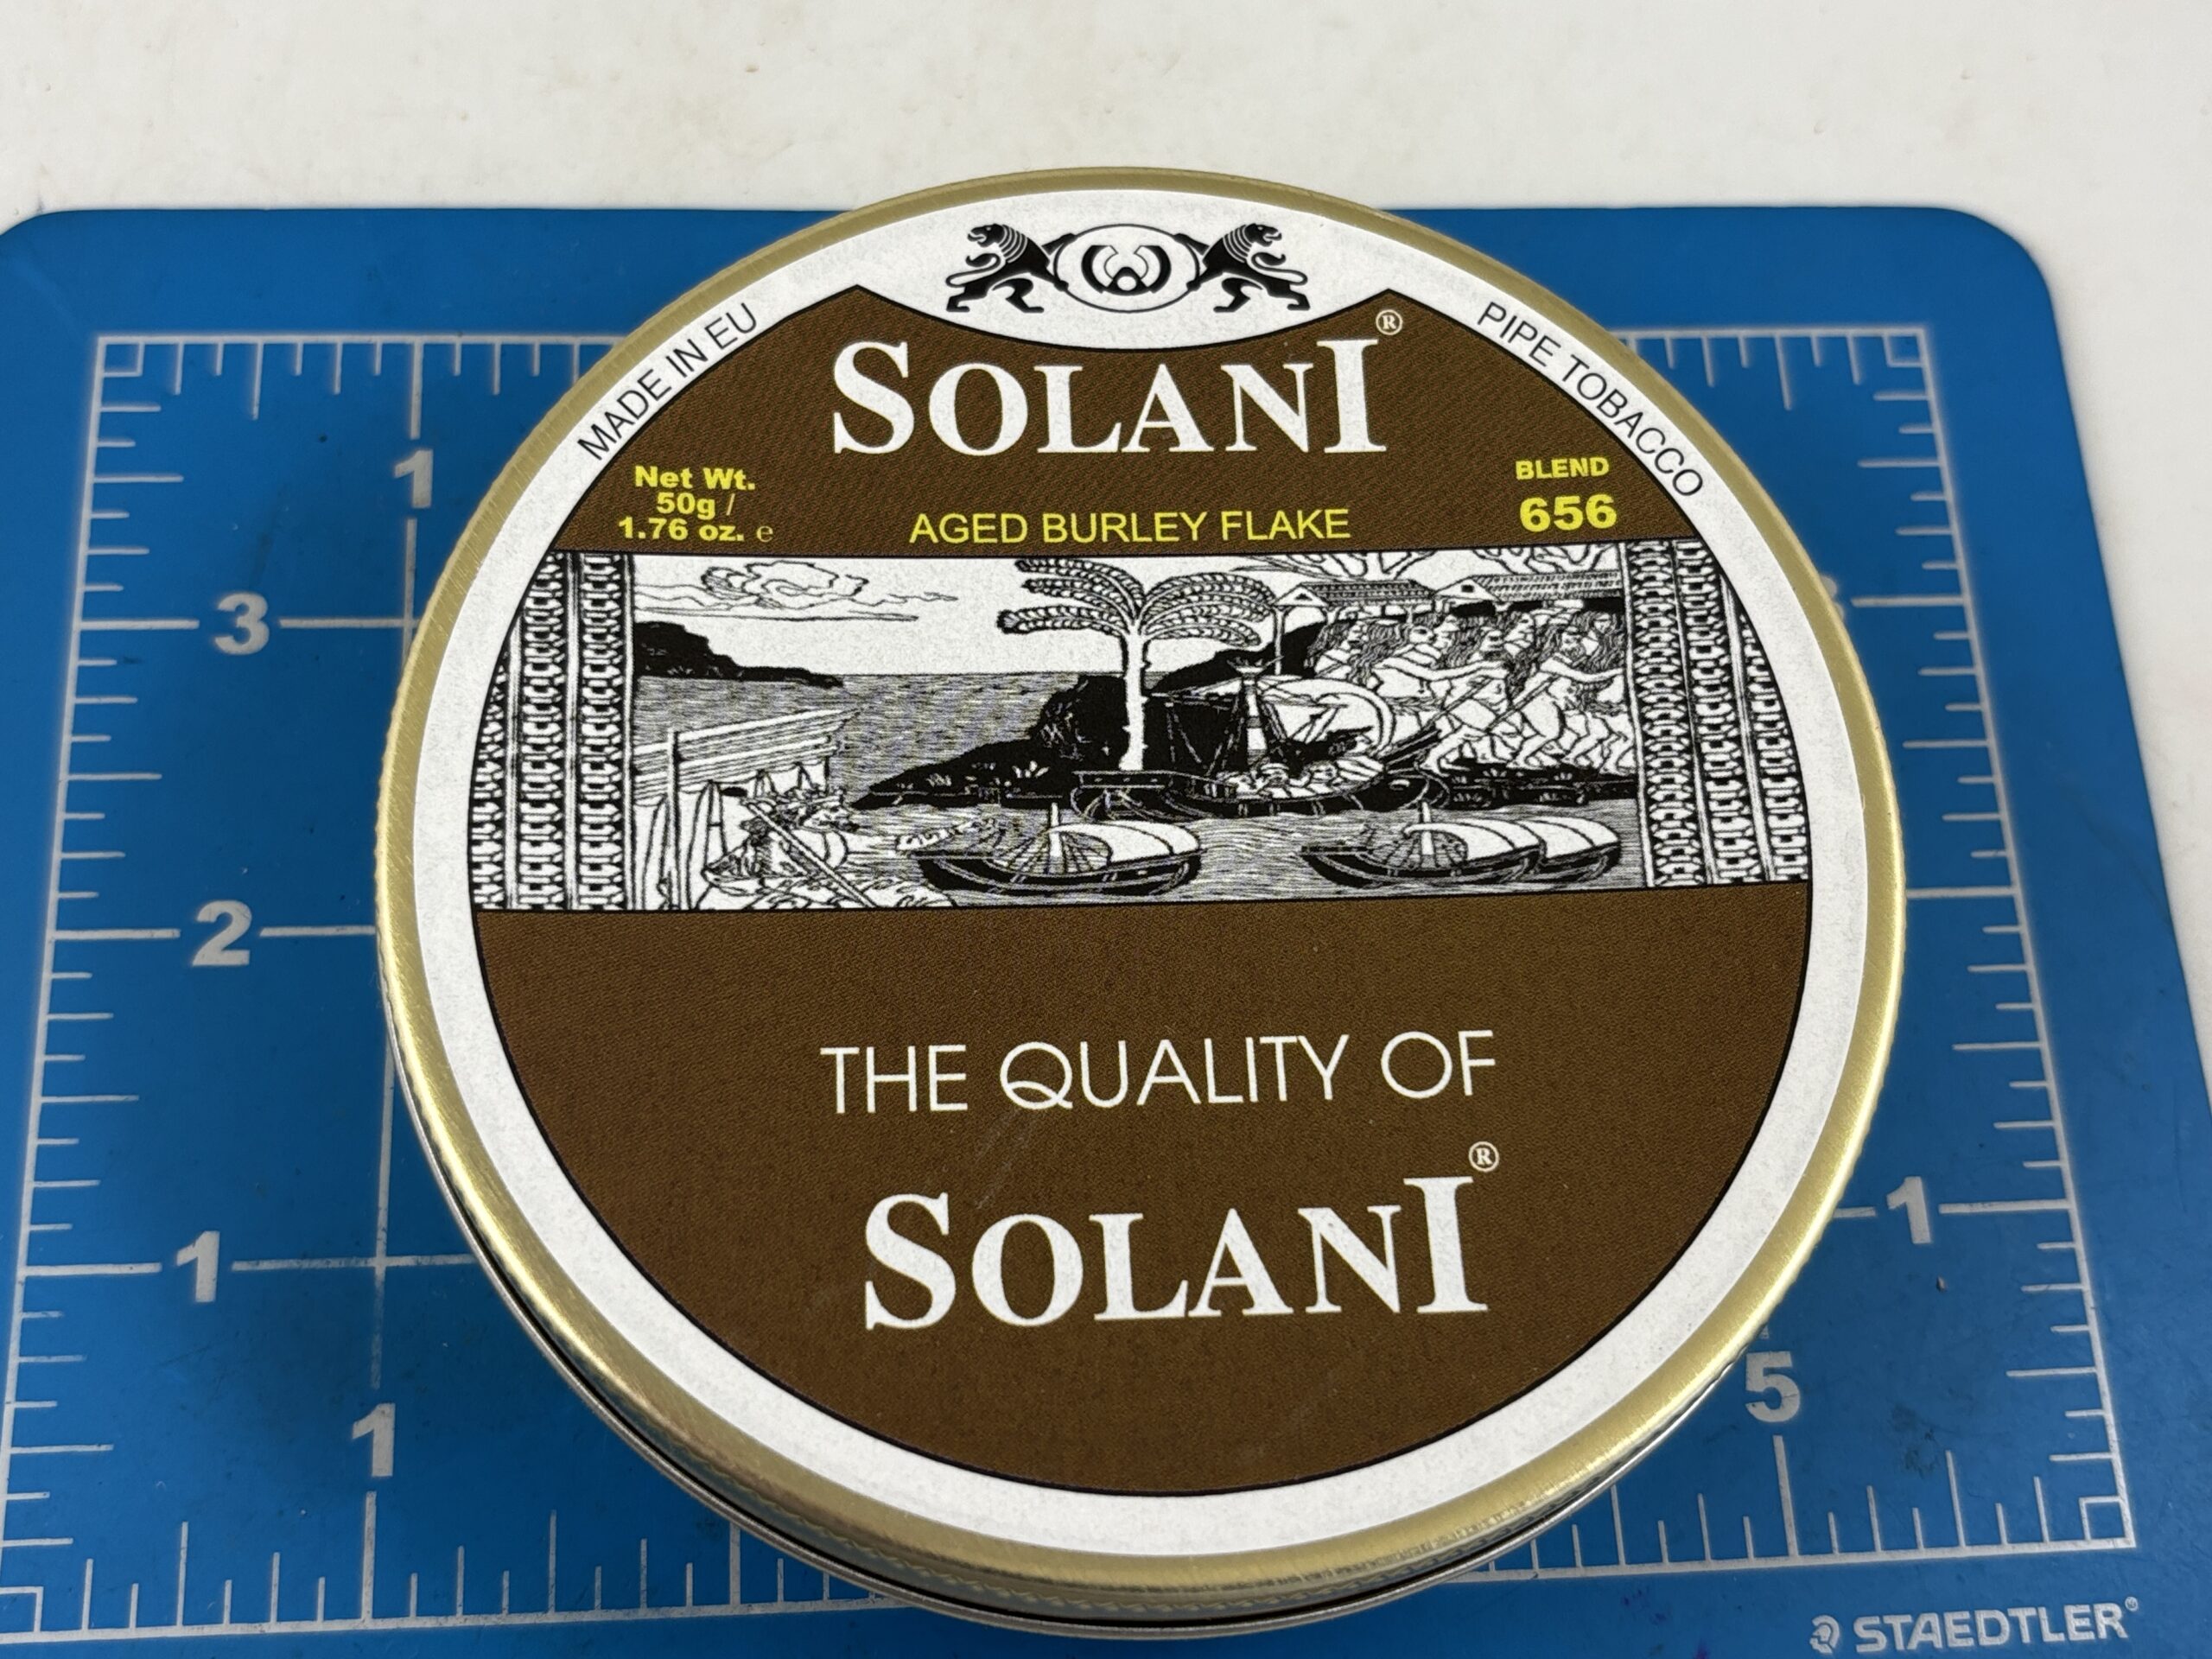 MADE IN EU
PIPE TOBACCO
SOLANI®
Net Wt.
50g /
1.76 oz. ℮
AGED BURLEY FLAKE
BLEND
656
THE QUALITY OF
SOLANI®
1
3
2
1
1
1
5
STAEDTLER®